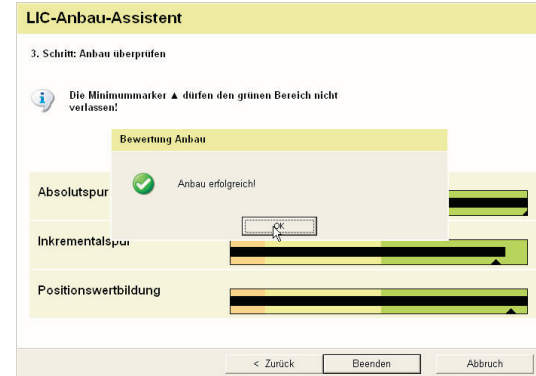 LIC-Anbau-Assistent
3. Schritt: Anbau überprüfen
Die Minimummarker ▲ dürfen den grünen Bereich nicht
verlassen!
Bewertung Anbau
Anbau erfolgreich!
OK
Absolutspur
Inkrementalspur
Positionswertbildung
< Zurück
Beenden
Abbruch